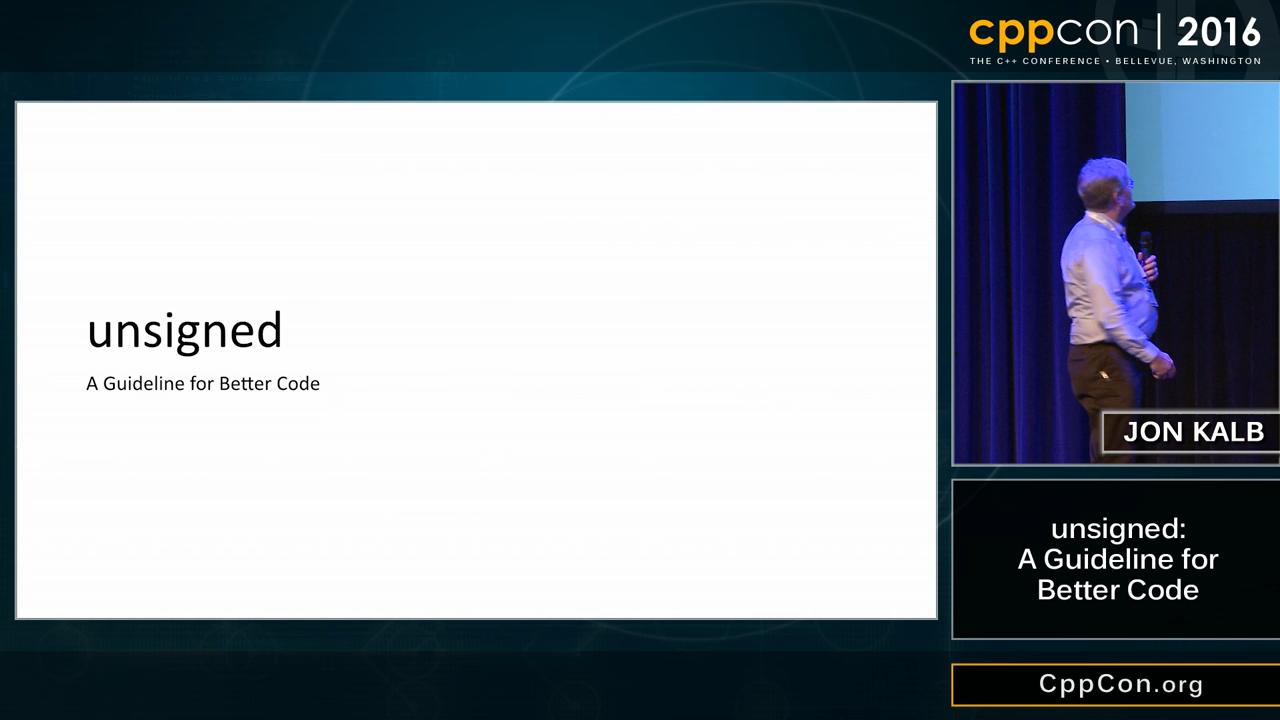 cppcon | 2016
THE C++ CONFERENCE • BELLEVUE, WASHINGTON
unsigned
A Guideline for Better Code
JON KALB
unsigned:
A Guideline for
Better Code
CppCon.org